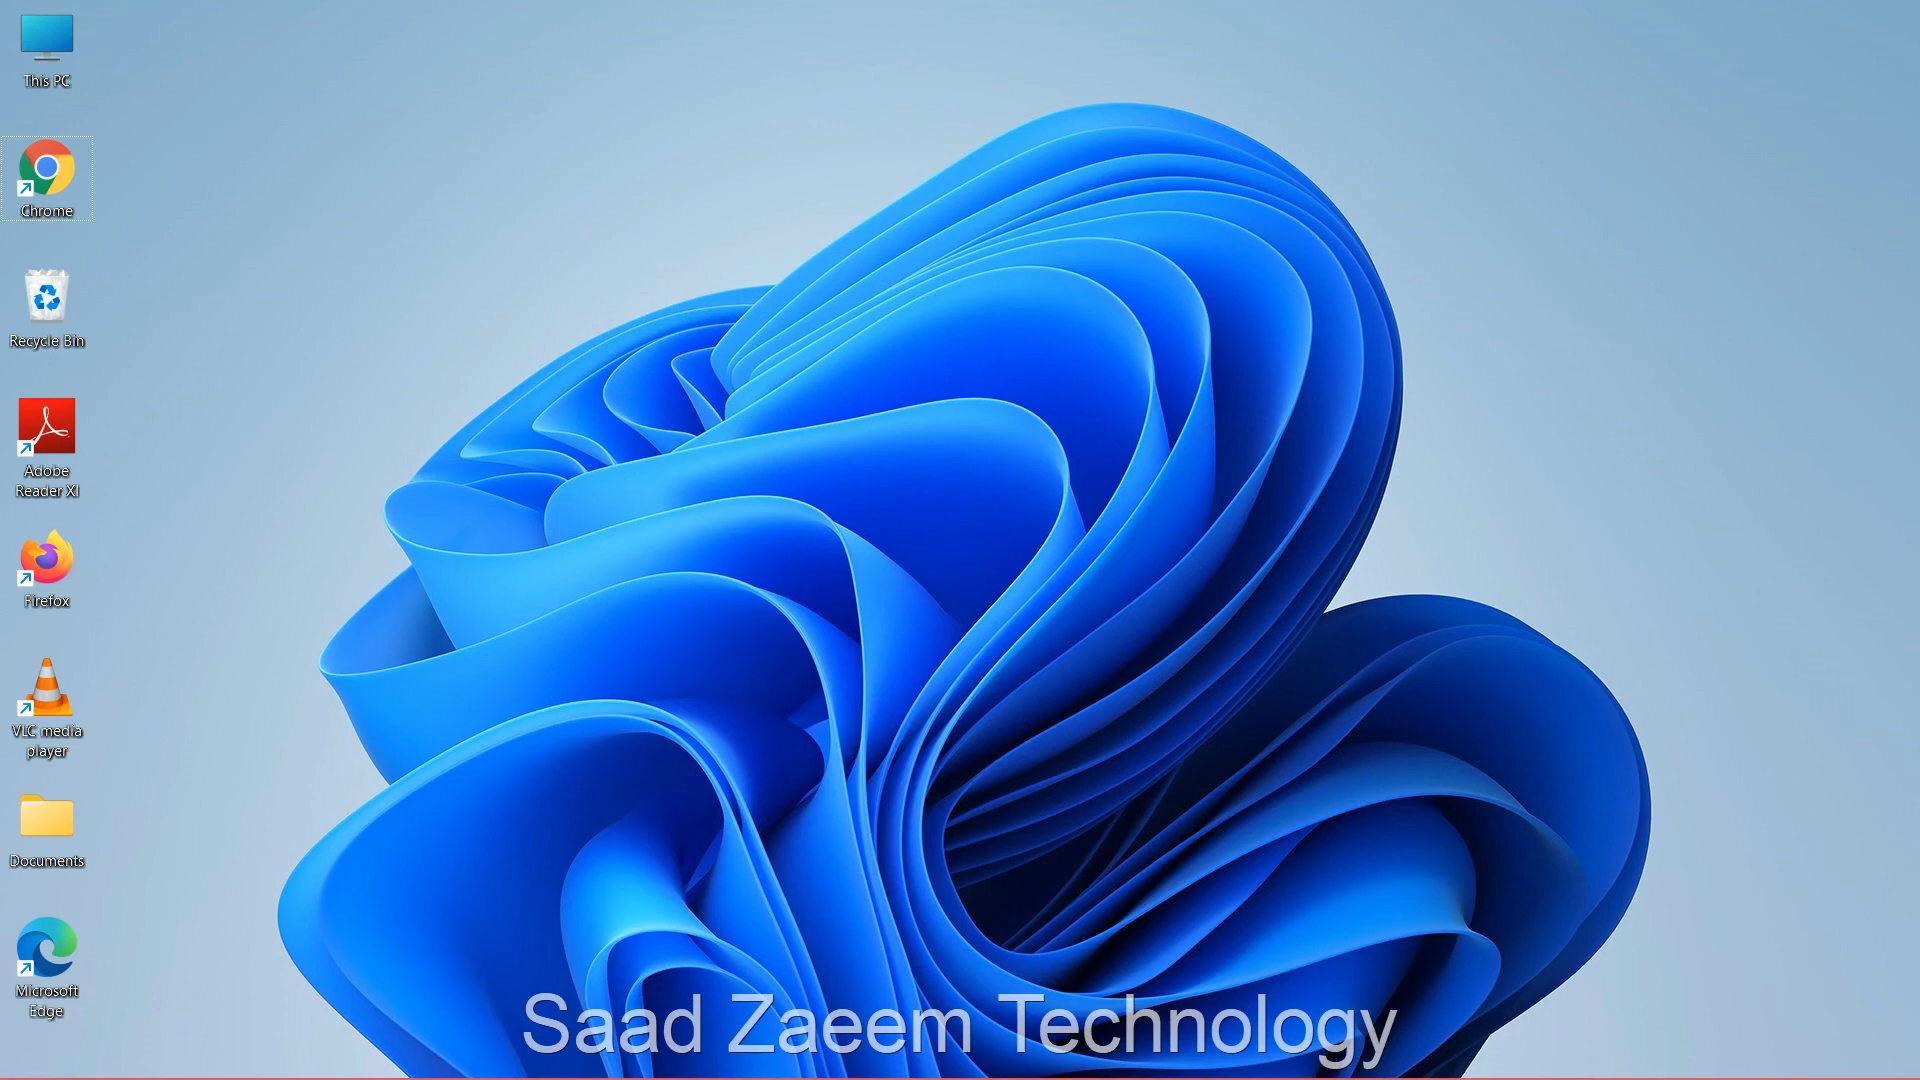 This PC
Chrome
Recycle Bin
Adobe
Reader XI
Firefox
VLC media
player
Documents
Microsoft
Edge
Saad Zaeem Technology